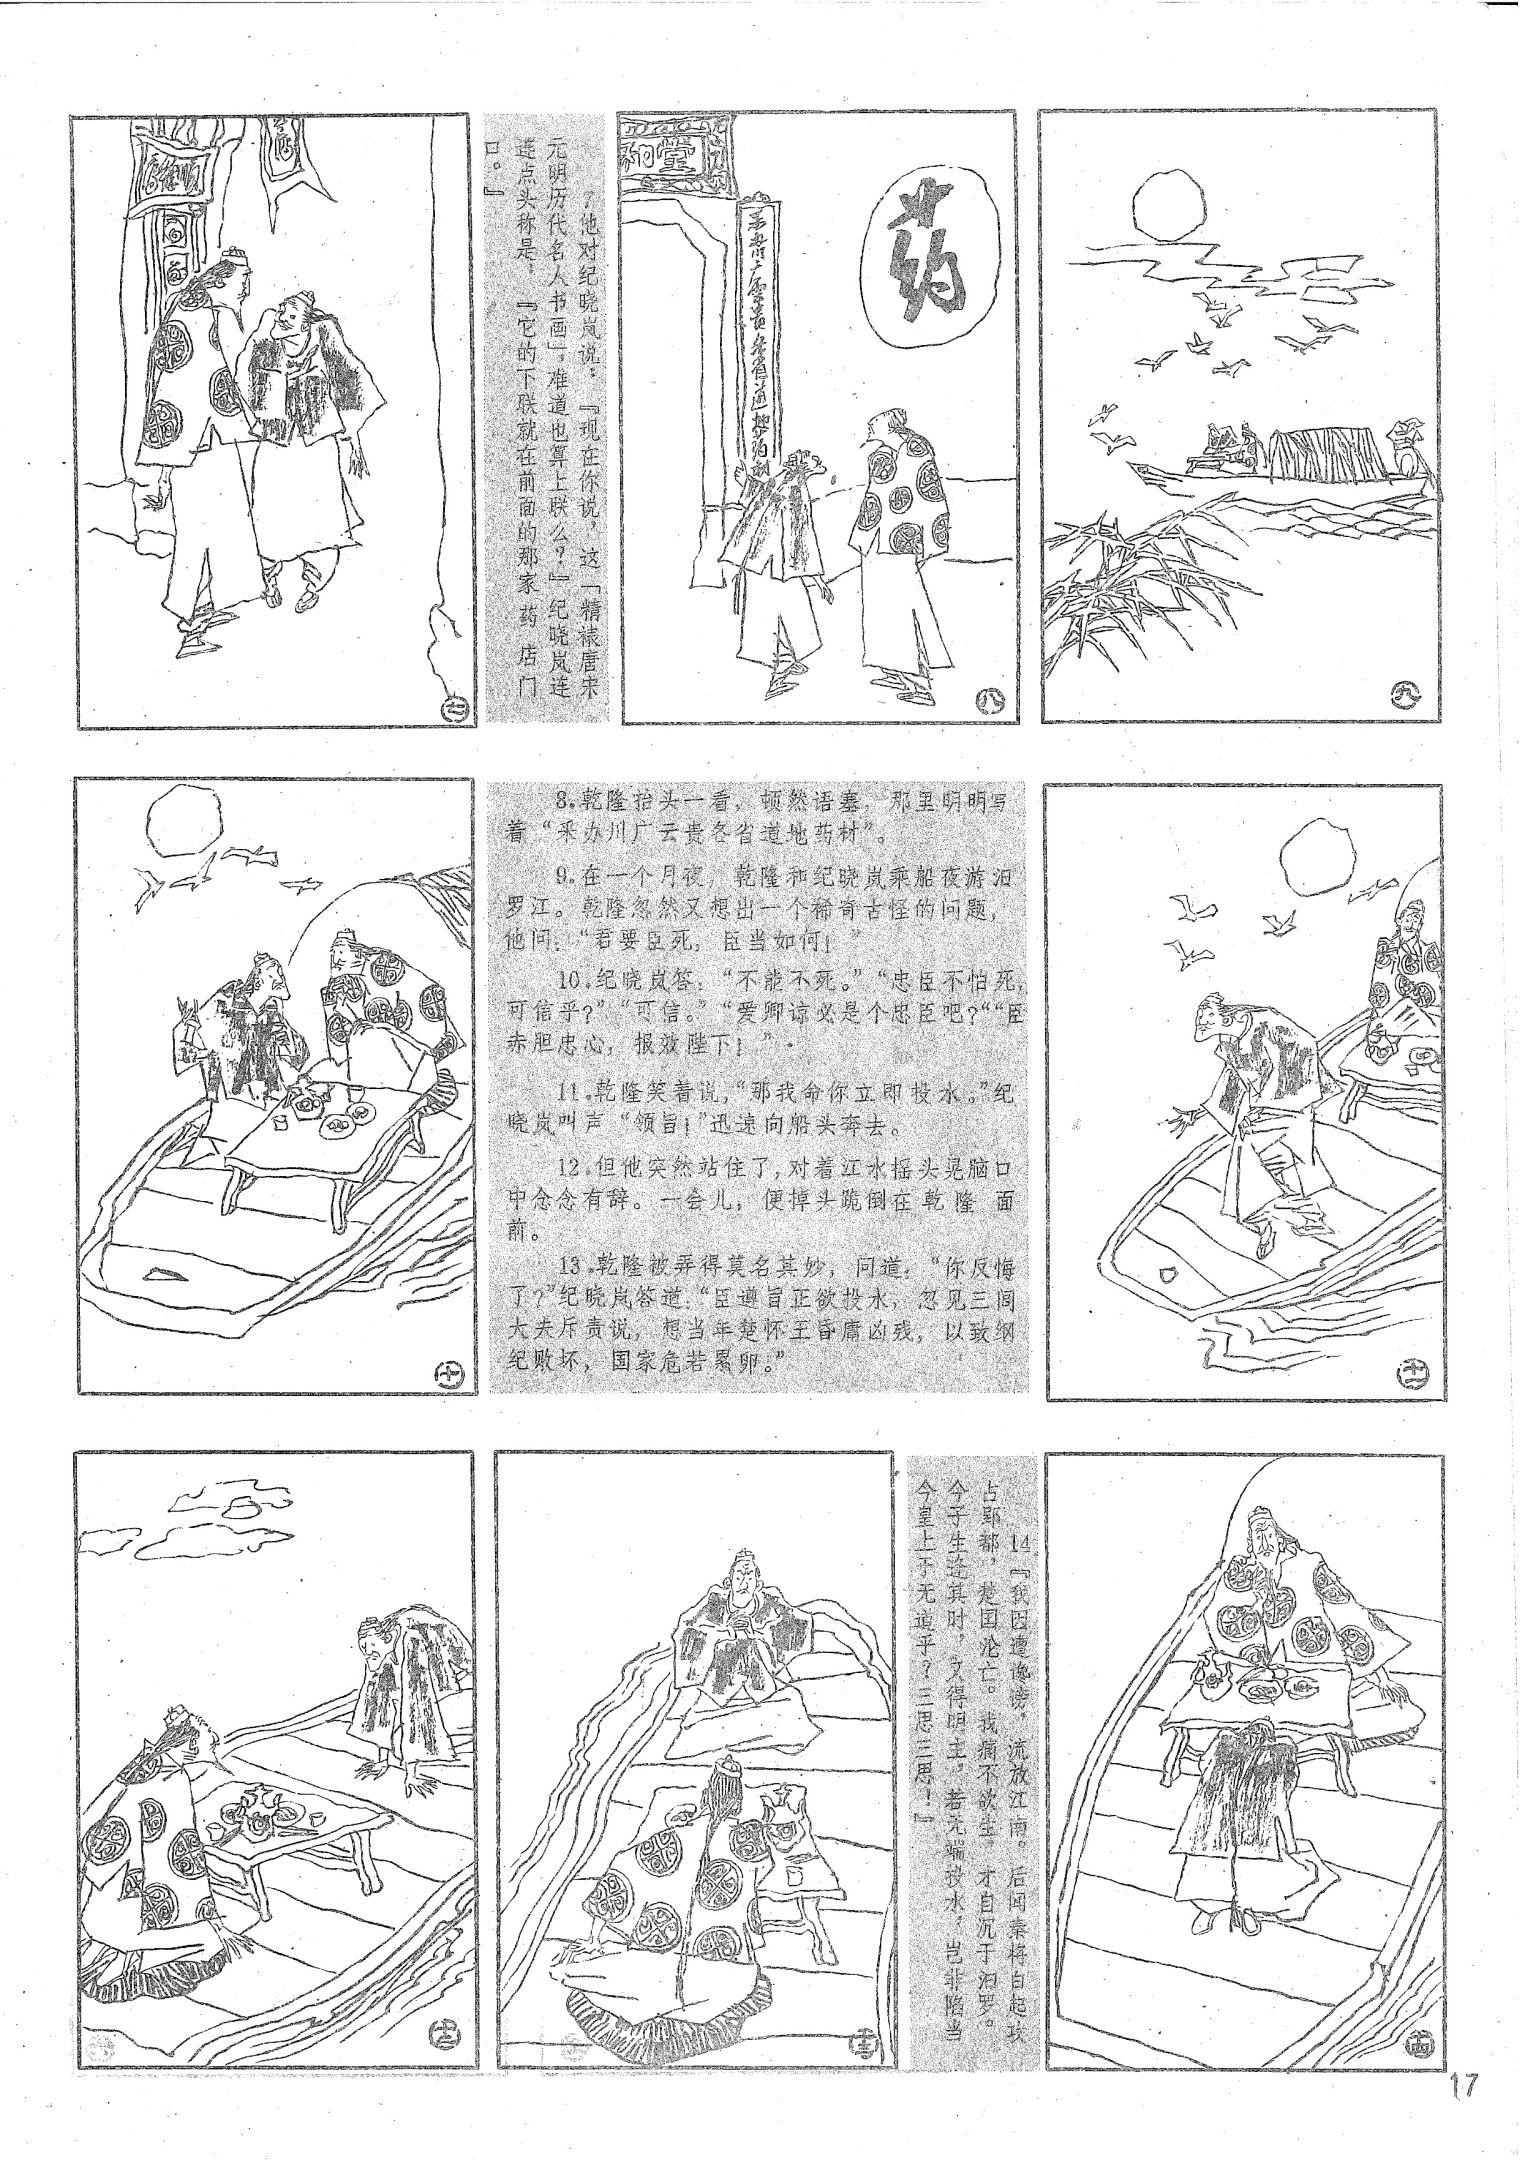 7他对纪晓岚说：『现在你说，这「精裱唐宋
元明历代名人书画」，难道也算上联么？』纪晓岚连
连点头称是，『它的下联就在前面的那家药店门
口。』
七
和堂
药
八
九
8.乾隆抬头一看，顿然语塞，那里明明写
着“采办川广云贵各省道地药材”。
9.在一个月夜，乾隆和纪晓岚乘船夜游汨
罗江。乾隆忽然又想出一个稀奇古怪的问题，
他问：“君要臣死，臣当如何！”
10.纪晓岚答：“不能不死。”“忠臣不怕死，
可信乎？”“可信。”“爱卿谅必是个忠臣吧？”“臣
赤胆忠心，报效陛下！”.
11.乾隆笑着说，“那我命你立即投水。”纪
晓岚叫声“领旨！”迅速向船头奔去。
12.但他突然站住了，对着江水摇头晃脑口
中念念有辞。一会儿，便掉头跪倒在乾隆面
前。
13.乾隆被弄得莫名其妙，问道：“你反悔
了？”纪晓岚答道：“臣遵旨正欲投水，忽见三闾
大夫斥责说，想当年楚怀王昏庸凶残，以致纲
纪败坏，国家危若累卵。”
十
十一
14『我因遭谗谤，流放江南。后闻秦将白起攻
占郢都，楚国沦亡。我痛不欲生，才自沉于汨罗。
今子生逢其时，又得明主，若无端投水，岂非陷当
今皇上于无道乎？三思三思！』
十二
十三
十四
17